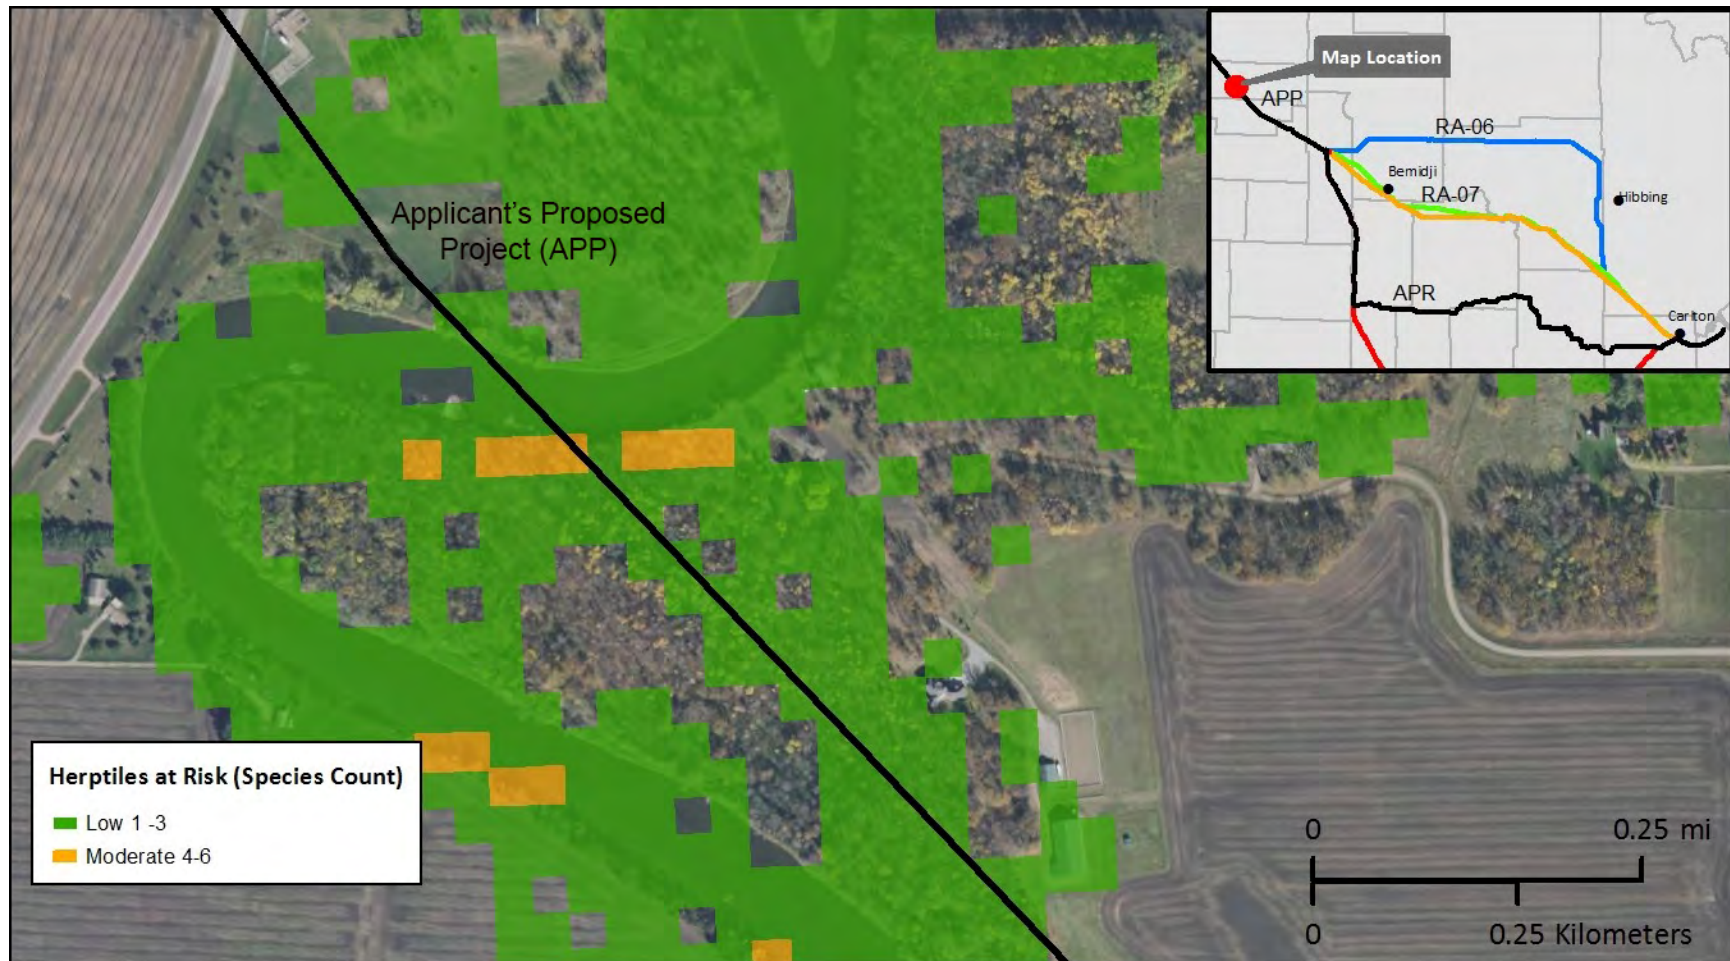 Map Location
APP
RA-06
Bemidji
RA-07
Hibbing
APR
Carlton
Applicant's Proposed
Project (APP)
Herptiles at Risk (Species Count)
Low 1 -3
Moderate 4-6
0 0.25 mi
0 0.25 Kilometers